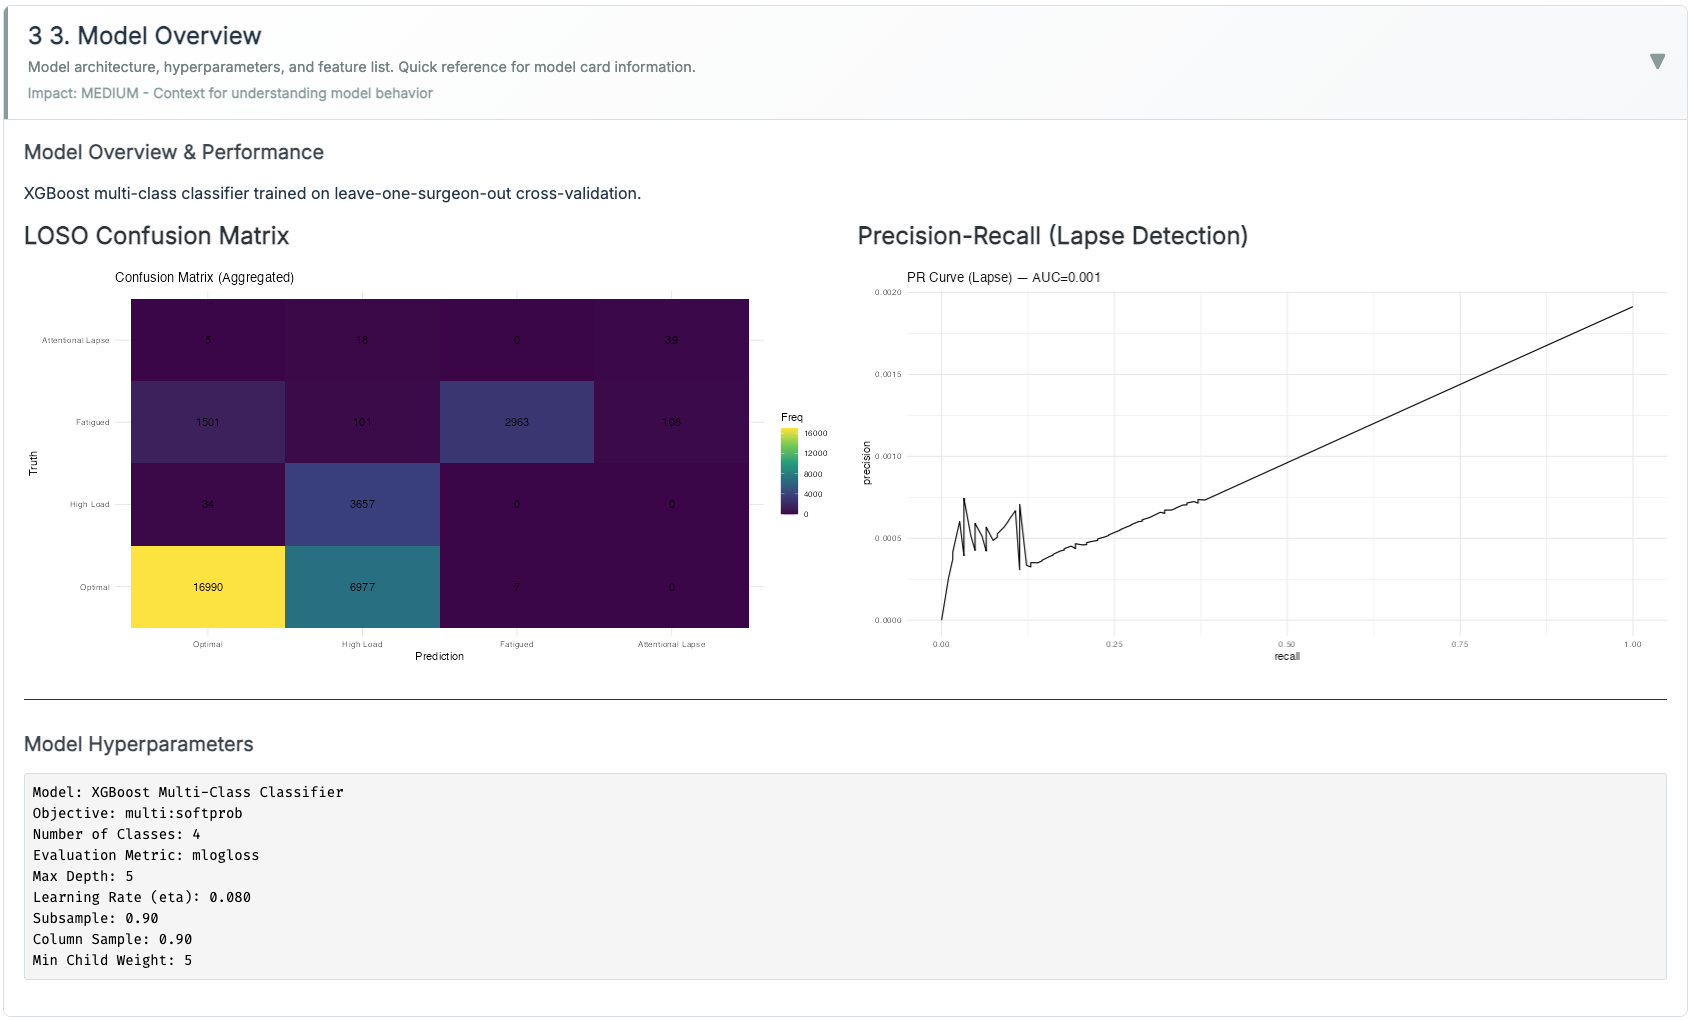 3 3. Model Overview
Model architecture, hyperparameters, and feature list. Quick reference for model card information.
Impact: MEDIUM - Context for understanding model behavior
▼
Model Overview & Performance
XGBoost multi-class classifier trained on leave-one-surgeon-out cross-validation.
LOSO Confusion Matrix
Confusion Matrix (Aggregated)
Truth
Attentional Lapse
5 18 0 39
Fatigued
1501 101 2963 108
High Load
34 3657 0 0
Optimal
16990 6977 7 0
Optimal High Load Fatigued Attentional Lapse
Prediction
Freq
16000
12000
8000
4000
0
Precision-Recall (Lapse Detection)
PR Curve (Lapse) — AUC=0.001
precision
0.0020
0.0015
0.0010
0.0005
0.0000
0.00 0.25 0.50 0.75 1.00
recall
Model Hyperparameters
Model: XGBoost Multi-Class Classifier
Objective: multi:softprob
Number of Classes: 4
Evaluation Metric: mlogloss
Max Depth: 5
Learning Rate (eta): 0.080
Subsample: 0.90
Column Sample: 0.90
Min Child Weight: 5